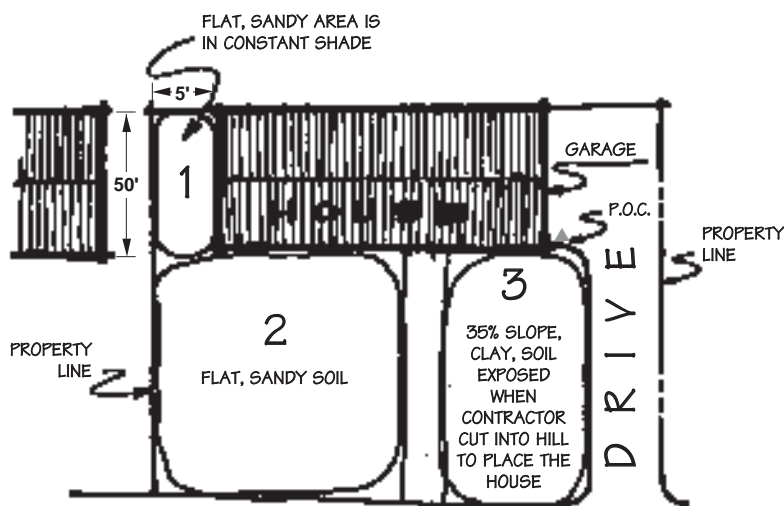 FLAT, SANDY AREA IS
IN CONSTANT SHADE
5'
50'
1
HOUSE
GARAGE
P.O.C.
PROPERTY
LINE
DRIVE
2
FLAT, SANDY SOIL
3
35% SLOPE,
CLAY, SOIL
EXPOSED
WHEN
CONTRACTOR
CUT INTO HILL
TO PLACE THE
HOUSE
PROPERTY
LINE